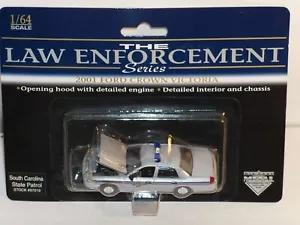 1/64
SCALE
THE
LAW ENFORCEMENT
Series
2001 FORD CROWN VICTORIA
•Opening hood with detailed engine • Detailed interior and chassis
South Carolina
State Patrol